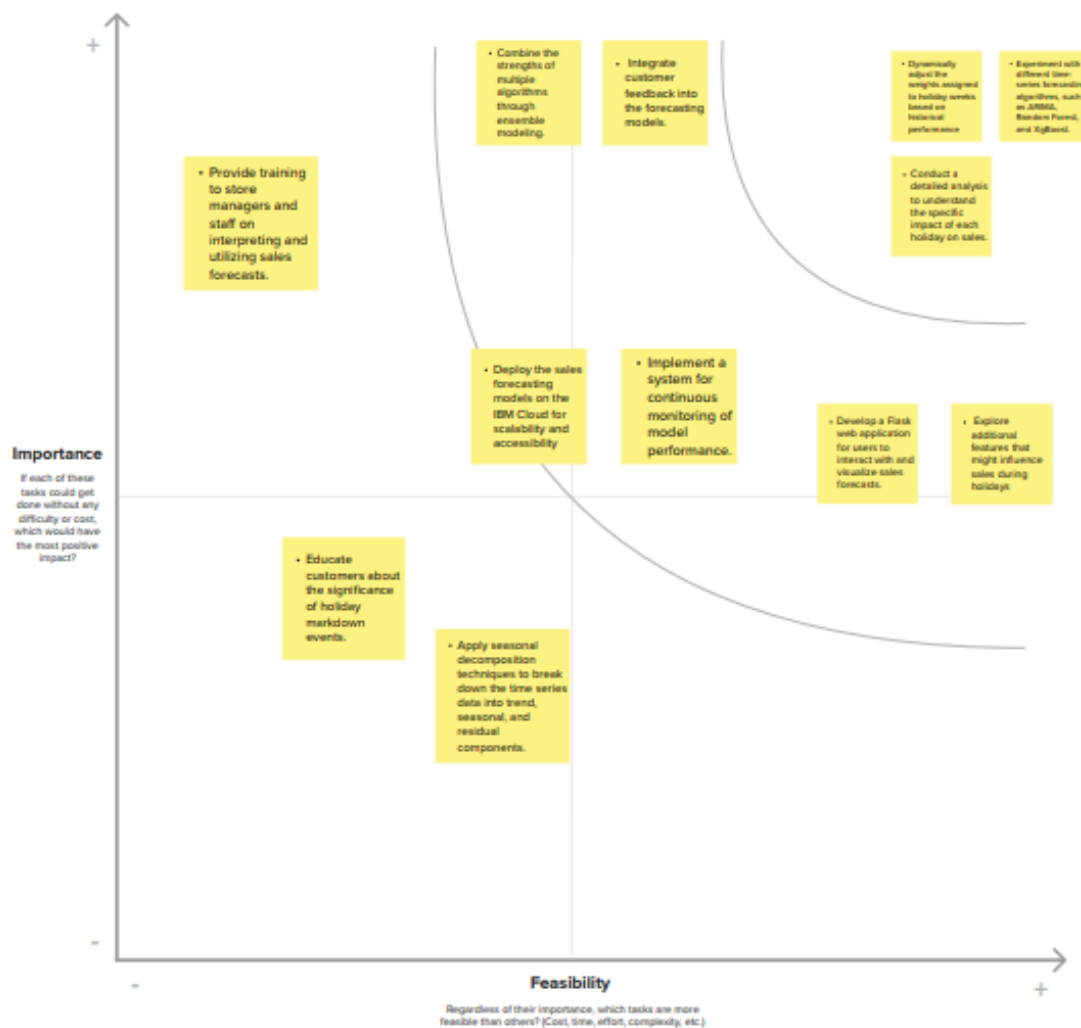 +
• Combine the
strengths of
multiple
algorithms
through
ensemble
modeling.
• Integrate
customer
feedback into
the forecasting
models.
• Dynamically
adjust the
weights assigned
to holiday weeks
based on
historical
performance
• Experiment with
different time-
series forecasting
algorithms, such
as ARIMA,
Random Forest,
and XgBoost.
• Provide training
to store
managers and
staff on
interpreting and
utilizing sales
forecasts.
• Conduct a
detailed analysis
to understand
the specific
impact of each
holiday on sales.
• Deploy the sales
forecasting
models on the
IBM Cloud for
scalability and
accessibility
• Implement a
system for
continuous
monitoring of
model
performance.
• Develop a Flask
web application
for users to
interact with and
visualize sales
forecasts.
• Explore
additional
features that
might influence
sales during
holidays
Importance
If each of these
tasks could get
done without any
difficulty or cost,
which would have
the most positive
impact?
• Educate
customers about
the significance
of holiday
markdown
events.
• Apply seasonal
decomposition
techniques to break
down the time series
data into trend,
seasonal, and
residual
components.
-
-
Feasibility
+
Regardless of their importance, which tasks are more
feasible than others? (Cost, time, effort, complexity, etc.)